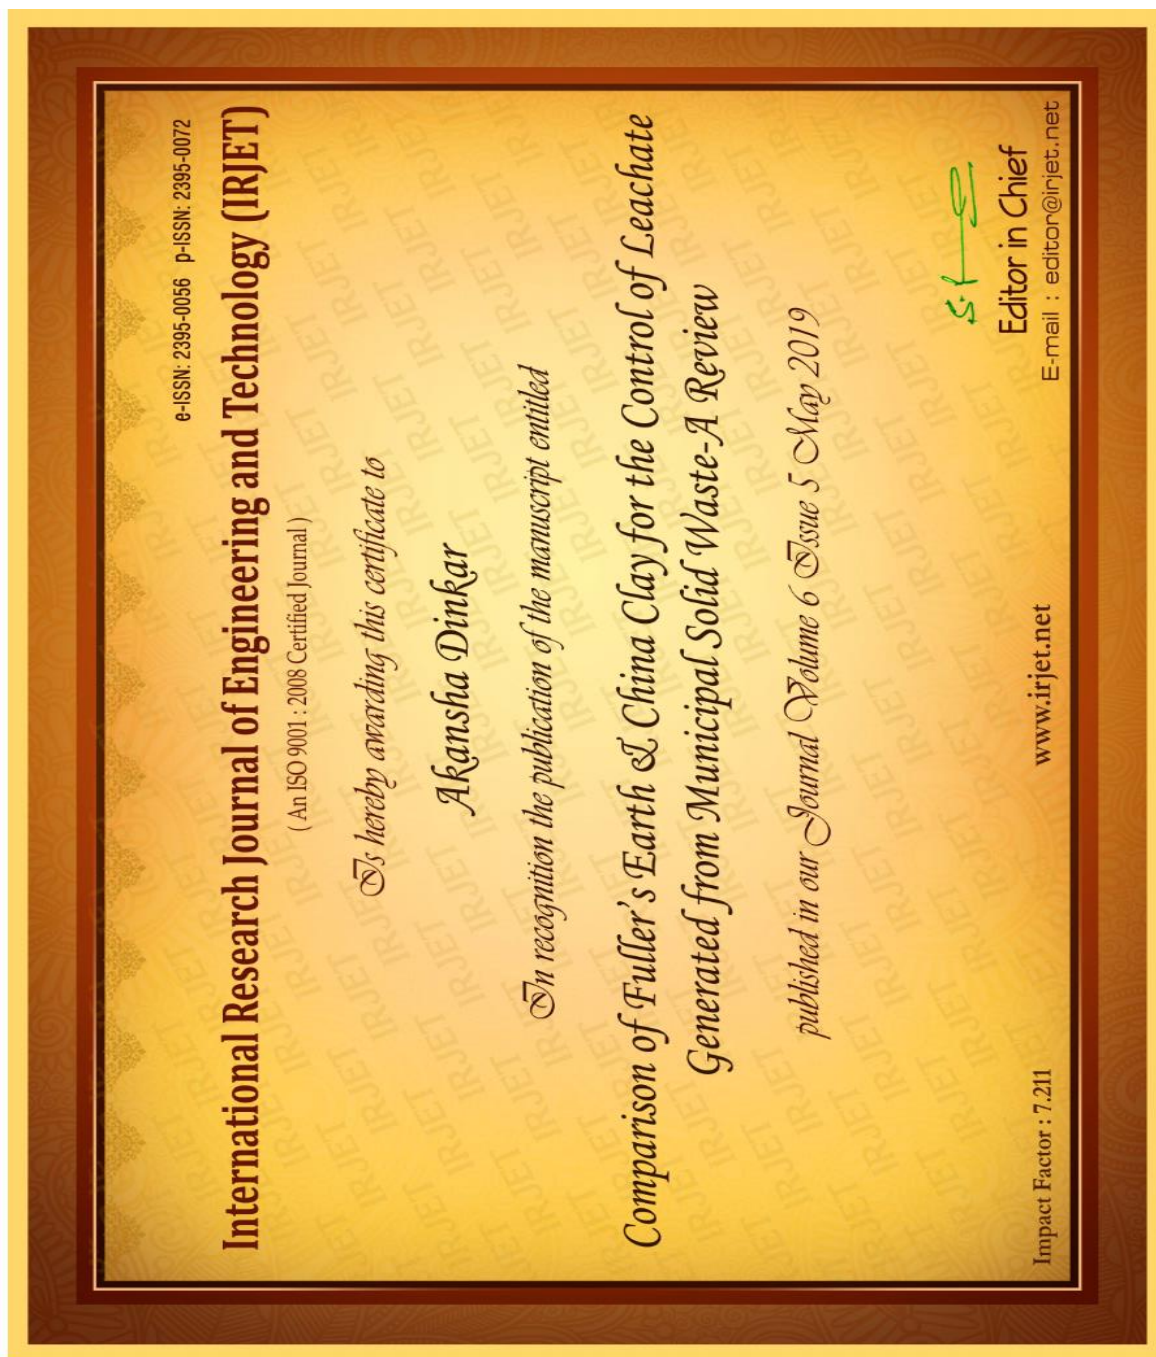 e-ISSN: 2395-0056 p-ISSN: 2395-0072
International Research Journal of Engineering and Technology (IRJET)
( An ISO 9001 : 2008 Certified Journal )
Is hereby awarding this certificate to
Akansha Dinkar
In recognition the publication of the manuscript entitled
Comparison of Fuller's Earth & China Clay for the Control of Leachate
Generated from Municipal Solid Waste-A Review
published in our Journal Volume 6 Issue 5 May 2019
Editor in Chief
Impact Factor : 7.211 www.irjet.net E-mail : editor@irjet.net